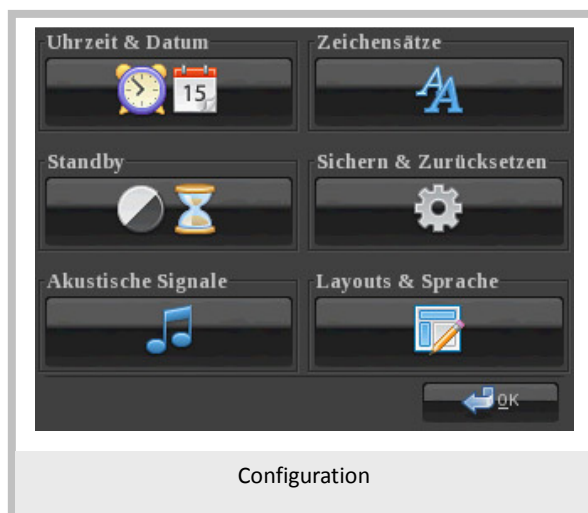 Uhrzeit & Datum
Zeichensätze
15
Standby
Sichern & Zurücksetzen
Akustische Signale
Layouts & Sprache
OK
Configuration